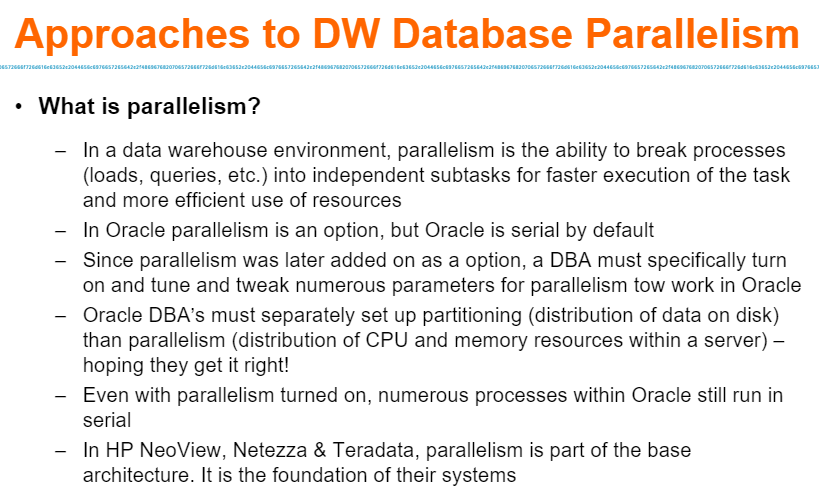 Approaches to DW Database Parallelism
• What is parallelism?
– In a data warehouse environment, parallelism is the ability to break processes
(loads, queries, etc.) into independent subtasks for faster execution of the task
and more efficient use of resources
– In Oracle parallelism is an option, but Oracle is serial by default
– Since parallelism was later added on as a option, a DBA must specifically turn
on and tune and tweak numerous parameters for parallelism tow work in Oracle
– Oracle DBA's must separately set up partitioning (distribution of data on disk)
than parallelism (distribution of CPU and memory resources within a server) –
hoping they get it right!
– Even with parallelism turned on, numerous processes within Oracle still run in
serial
– In HP NeoView, Netezza & Teradata, parallelism is part of the base
architecture. It is the foundation of their systems